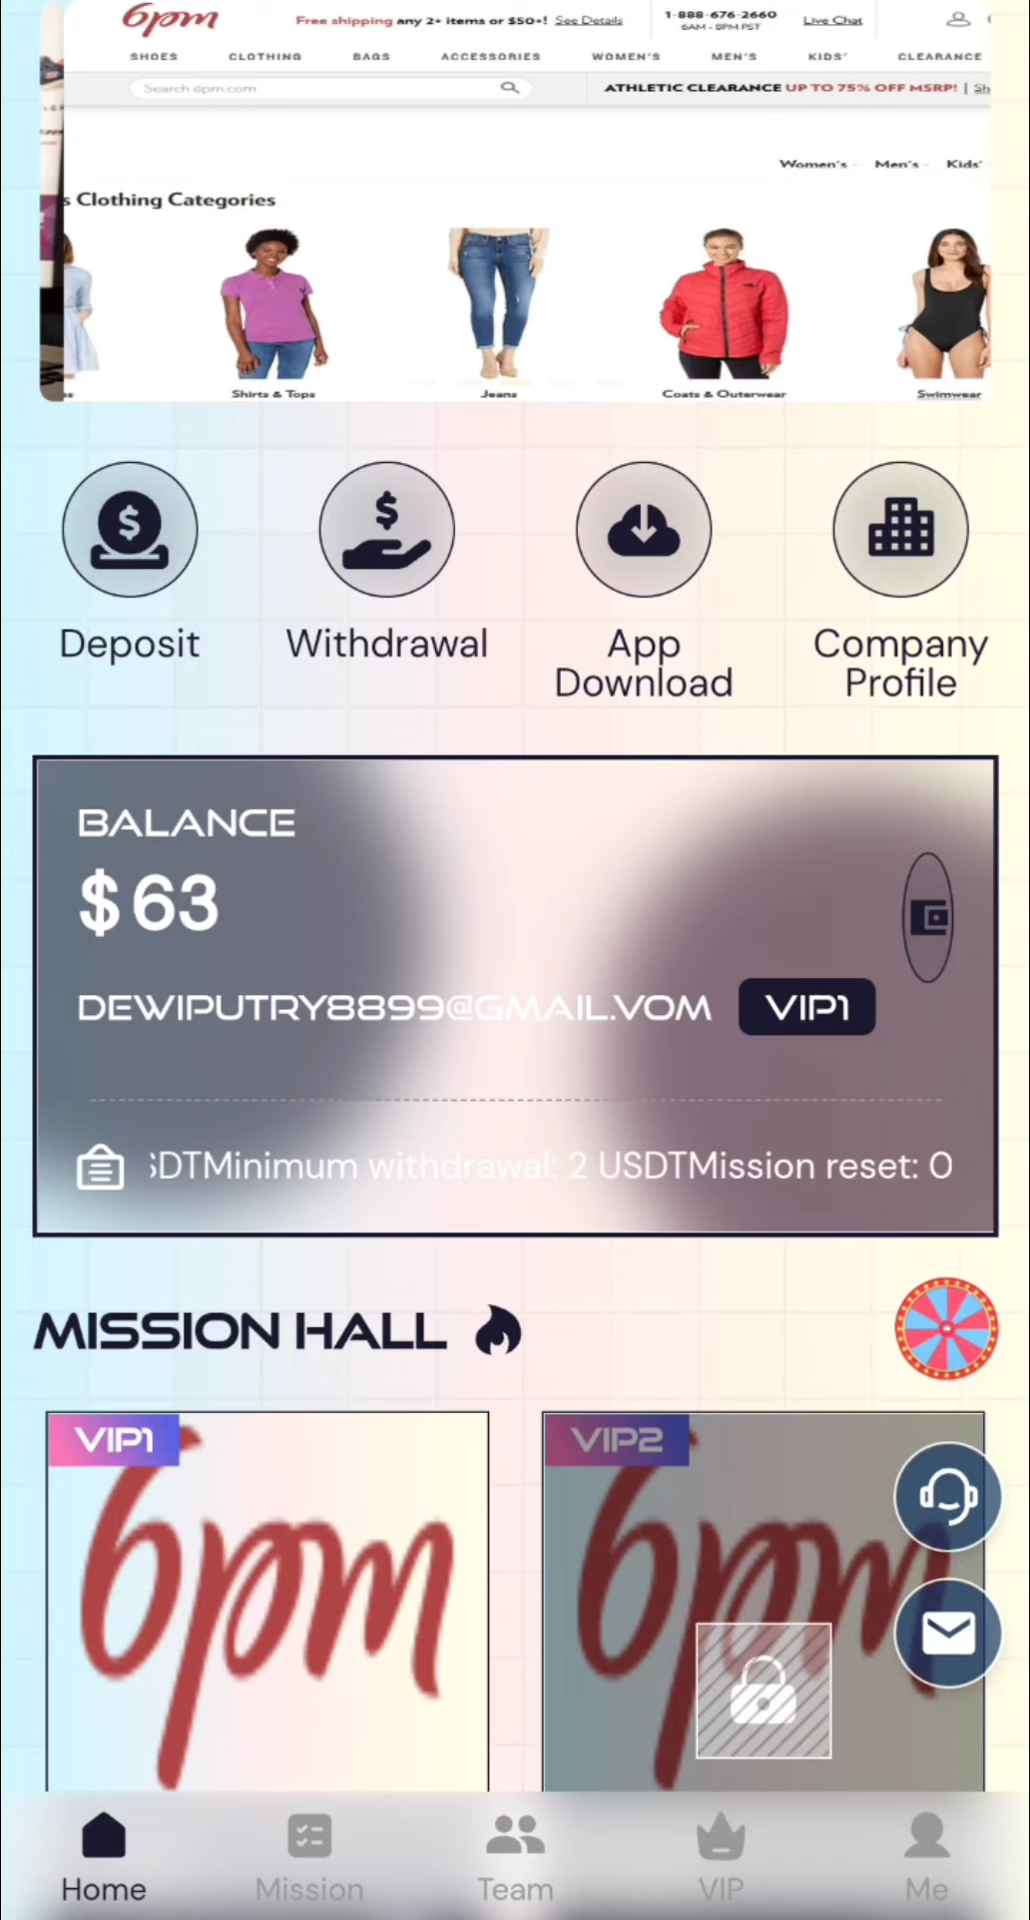 6pm
Free shipping any 2+ items or $50+! See Details
1-888-676-2660
6AM - 8PM PST
Live Chat
SHOES CLOTHING BAGS ACCESSORIES WOMEN'S MEN'S KIDS' CLEARANCE
Search 6pm.com
ATHLETIC CLEARANCE UP TO 75% OFF MSRP! | Sh
Women's Men's Kids'
s Clothing Categories
Shirts & Tops Jeans Coats & Outerwear Swimwear
Deposit Withdrawal App Download Company Profile
BALANCE
$63
DEWIPUTRY8899@GMAIL.VOM VIP1
SDTMinimum withdrawal: 2 USDTMission reset: 0
MISSION HALL
VIP1 VIP2
6pm 6pm
Home Mission Team VIP Me